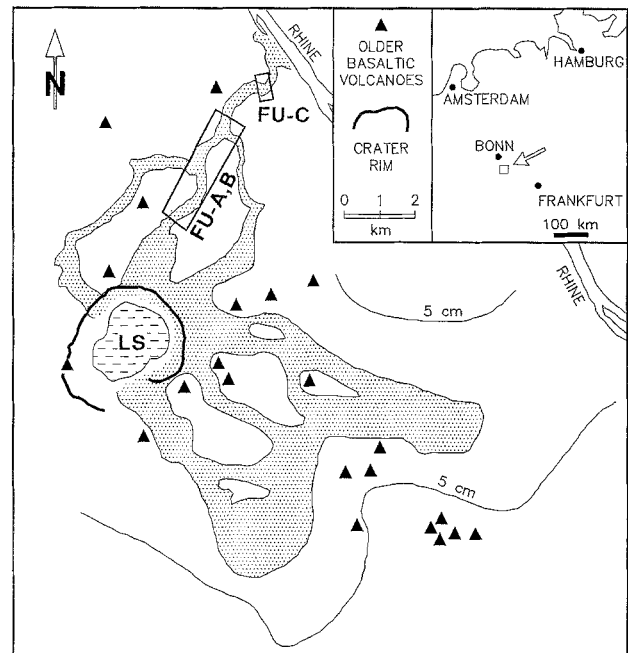 N
RHINE
FU-C
FU-A,B
LS
5 cm
5 cm
RHINE
OLDER
BASALTIC
VOLCANOES
CRATER
RIM
0 1 2
km
HAMBURG
AMSTERDAM
BONN
FRANKFURT
100 km